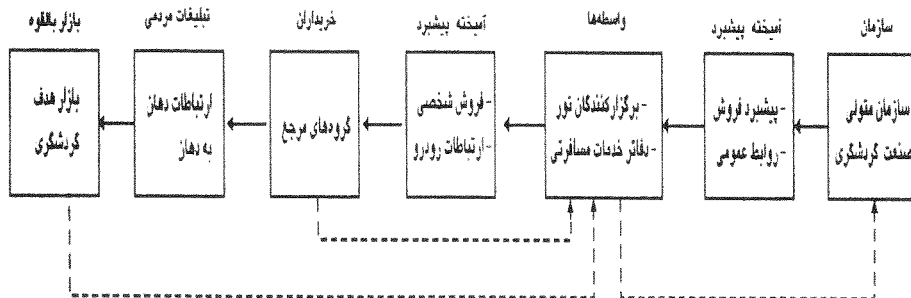 سازمان
آمیخته پیشبرد
واسطه‌ها
آمیخته پیشبرد
خریداران
تبلیغات مردمی
بازار بالقوه
سازمان متولی
صنعت گردشگری
- پیشبرد فروش
- روابط عمومی
- برگزارکنندگان تور
- دفاتر خدمات مسافرتی
- فروش شخصی
- ارتباطات رودرو
گروه‌های مرجع
ارتباطات دهان
به دهان
بازار هدف
گردشگری